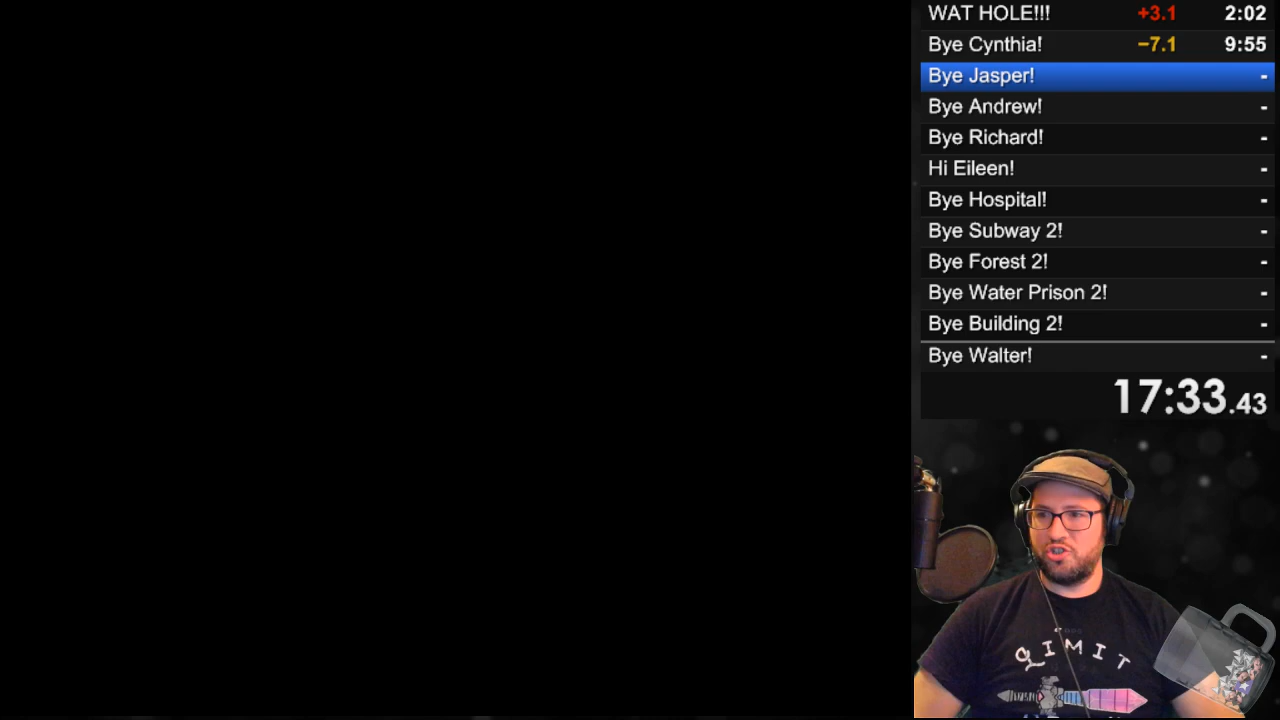 WAT HOLE!!! +3.1 2:02
Bye Cynthia! −7.1 9:55
Bye Jasper! -
Bye Andrew! -
Bye Richard! -
Hi Eileen! -
Bye Hospital! -
Bye Subway 2! -
Bye Forest 2! -
Bye Water Prison 2! -
Bye Building 2! -
Bye Walter! -
17:33.43
LIMIT